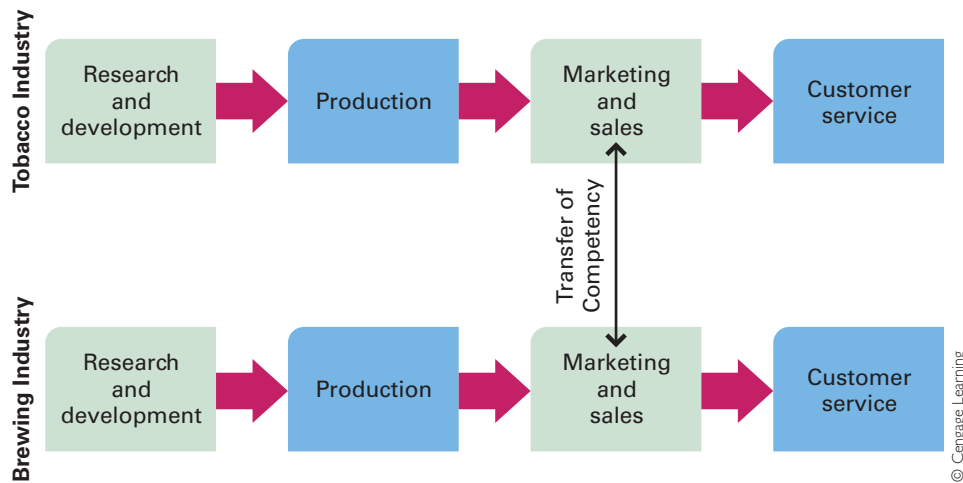 Tobacco Industry
Research
and
development
Production
Marketing
and
sales
Customer
service
Transfer of
Competency
Brewing Industry
Research
and
development
Production
Marketing
and
sales
Customer
service
© Cengage Learning